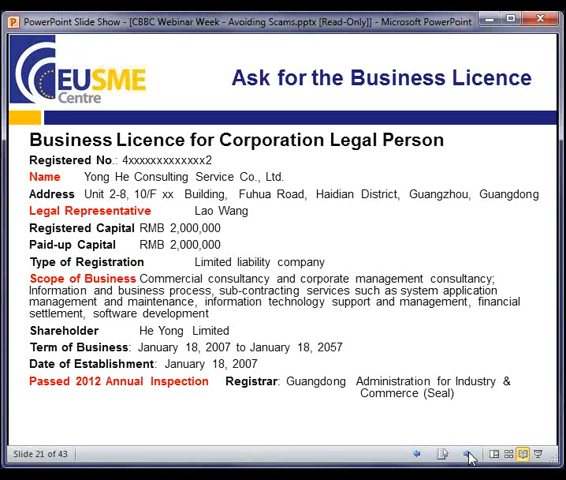 PowerPoint Slide Show - [CBBC Webinar Week - Avoiding Scams.pptx [Read-Only]] - Microsoft PowerPoint
EUSME
Centre
Ask for the Business Licence
Business Licence for Corporation Legal Person
Registered No.: 4xxxxxxxxxxxxx2
Name Yong He Consulting Service Co., Ltd.
Address Unit 2-8, 10/F xx Building, Fuhua Road, Haidian District, Guangzhou, Guangdong
Legal Representative Lao Wang
Registered Capital RMB 2,000,000
Paid-up Capital RMB 2,000,000
Type of Registration Limited liability company
Scope of Business Commercial consultancy and corporate management consultancy;
Information and business process, sub-contracting services such as system application
management and maintenance, information technology support and management, financial
settlement, software development
Shareholder He Yong Limited
Term of Business: January 18, 2007 to January 18, 2057
Date of Establishment: January 18, 2007
Passed 2012 Annual Inspection Registrar: Guangdong Administration for Industry &
Commerce (Seal)
Slide 21 of 43